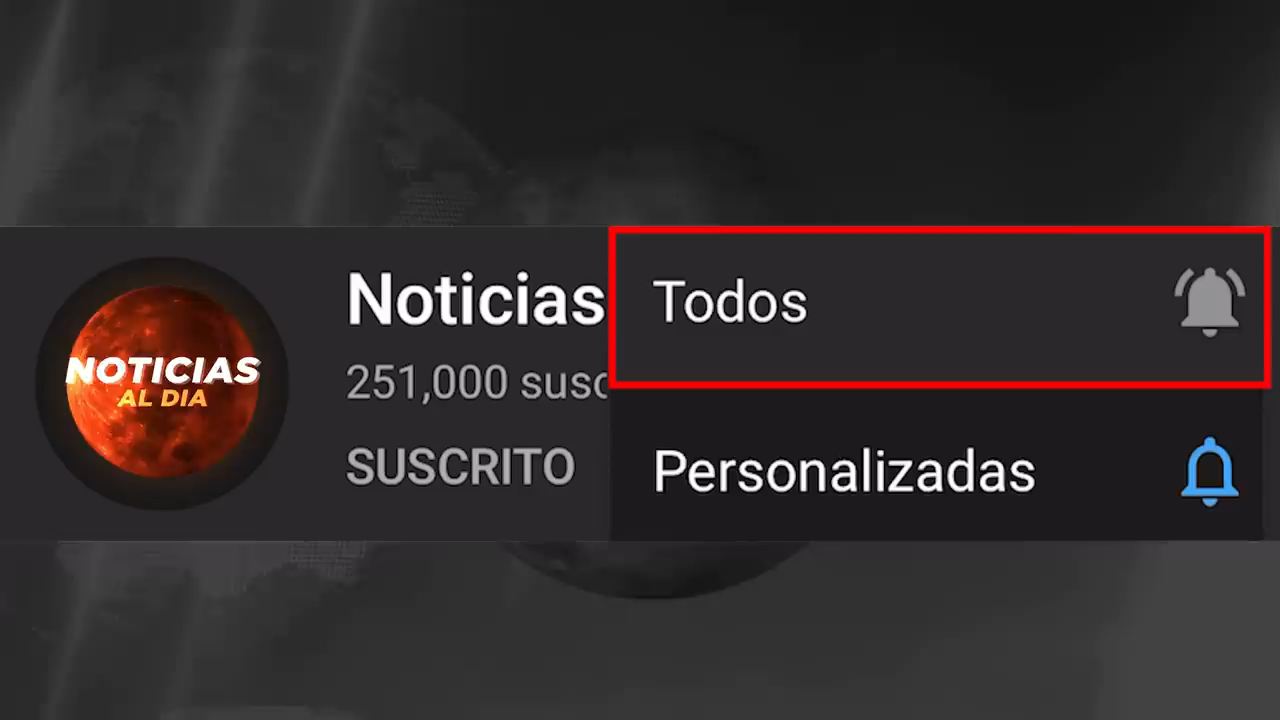 NOTICIAS
AL DIA
Noticias
251,000 susc
SUSCRITO
Todos
Personalizadas